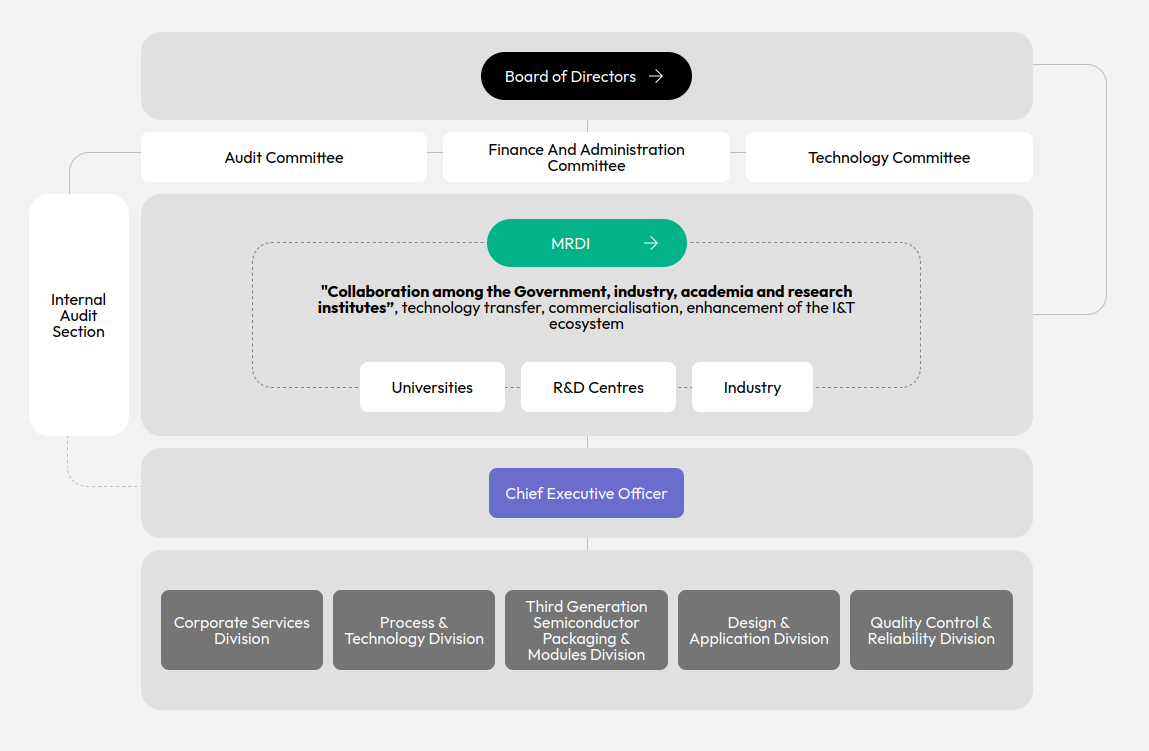 Board of Directors
Audit Committee
Finance And Administration
Committee
Technology Committee
Internal
Audit
Section
MRDI
"Collaboration among the Government, industry, academia and research
institutes”, technology transfer, commercialisation, enhancement of the I&T
ecosystem
Universities
R&D Centres
Industry
Chief Executive Officer
Corporate Services
Division
Process &
Technology Division
Third Generation
Semiconductor
Packaging &
Modules Division
Design &
Application Division
Quality Control &
Reliability Division